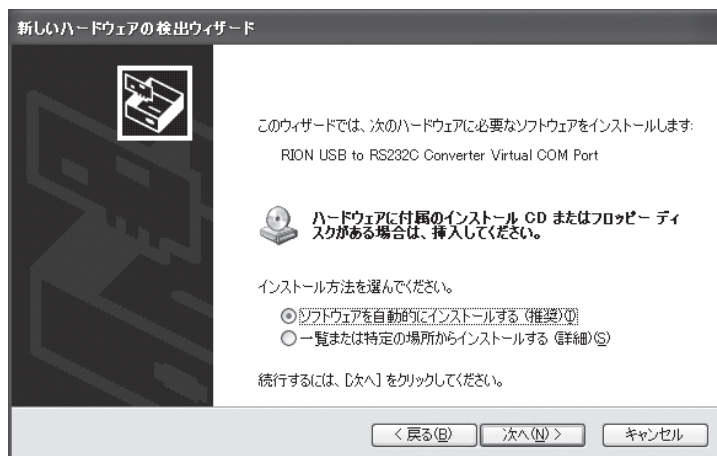 新しいハードウェアの検出ウィザード
このウィザードでは、次のハードウェアに必要なソフトウェアをインストールします:
RION USB to RS232C Converter Virtual COM Port
ハードウェアに付属のインストール CD またはフロッピー ディ
スクがある場合は、挿入してください。
インストール方法を選んでください。
ソフトウェアを自動的にインストールする (推奨)(I)
一覧または特定の場所からインストールする (詳細)(S)
続行するには、[次へ] をクリックしてください。
< 戻る(B) 次へ(N) > キャンセル